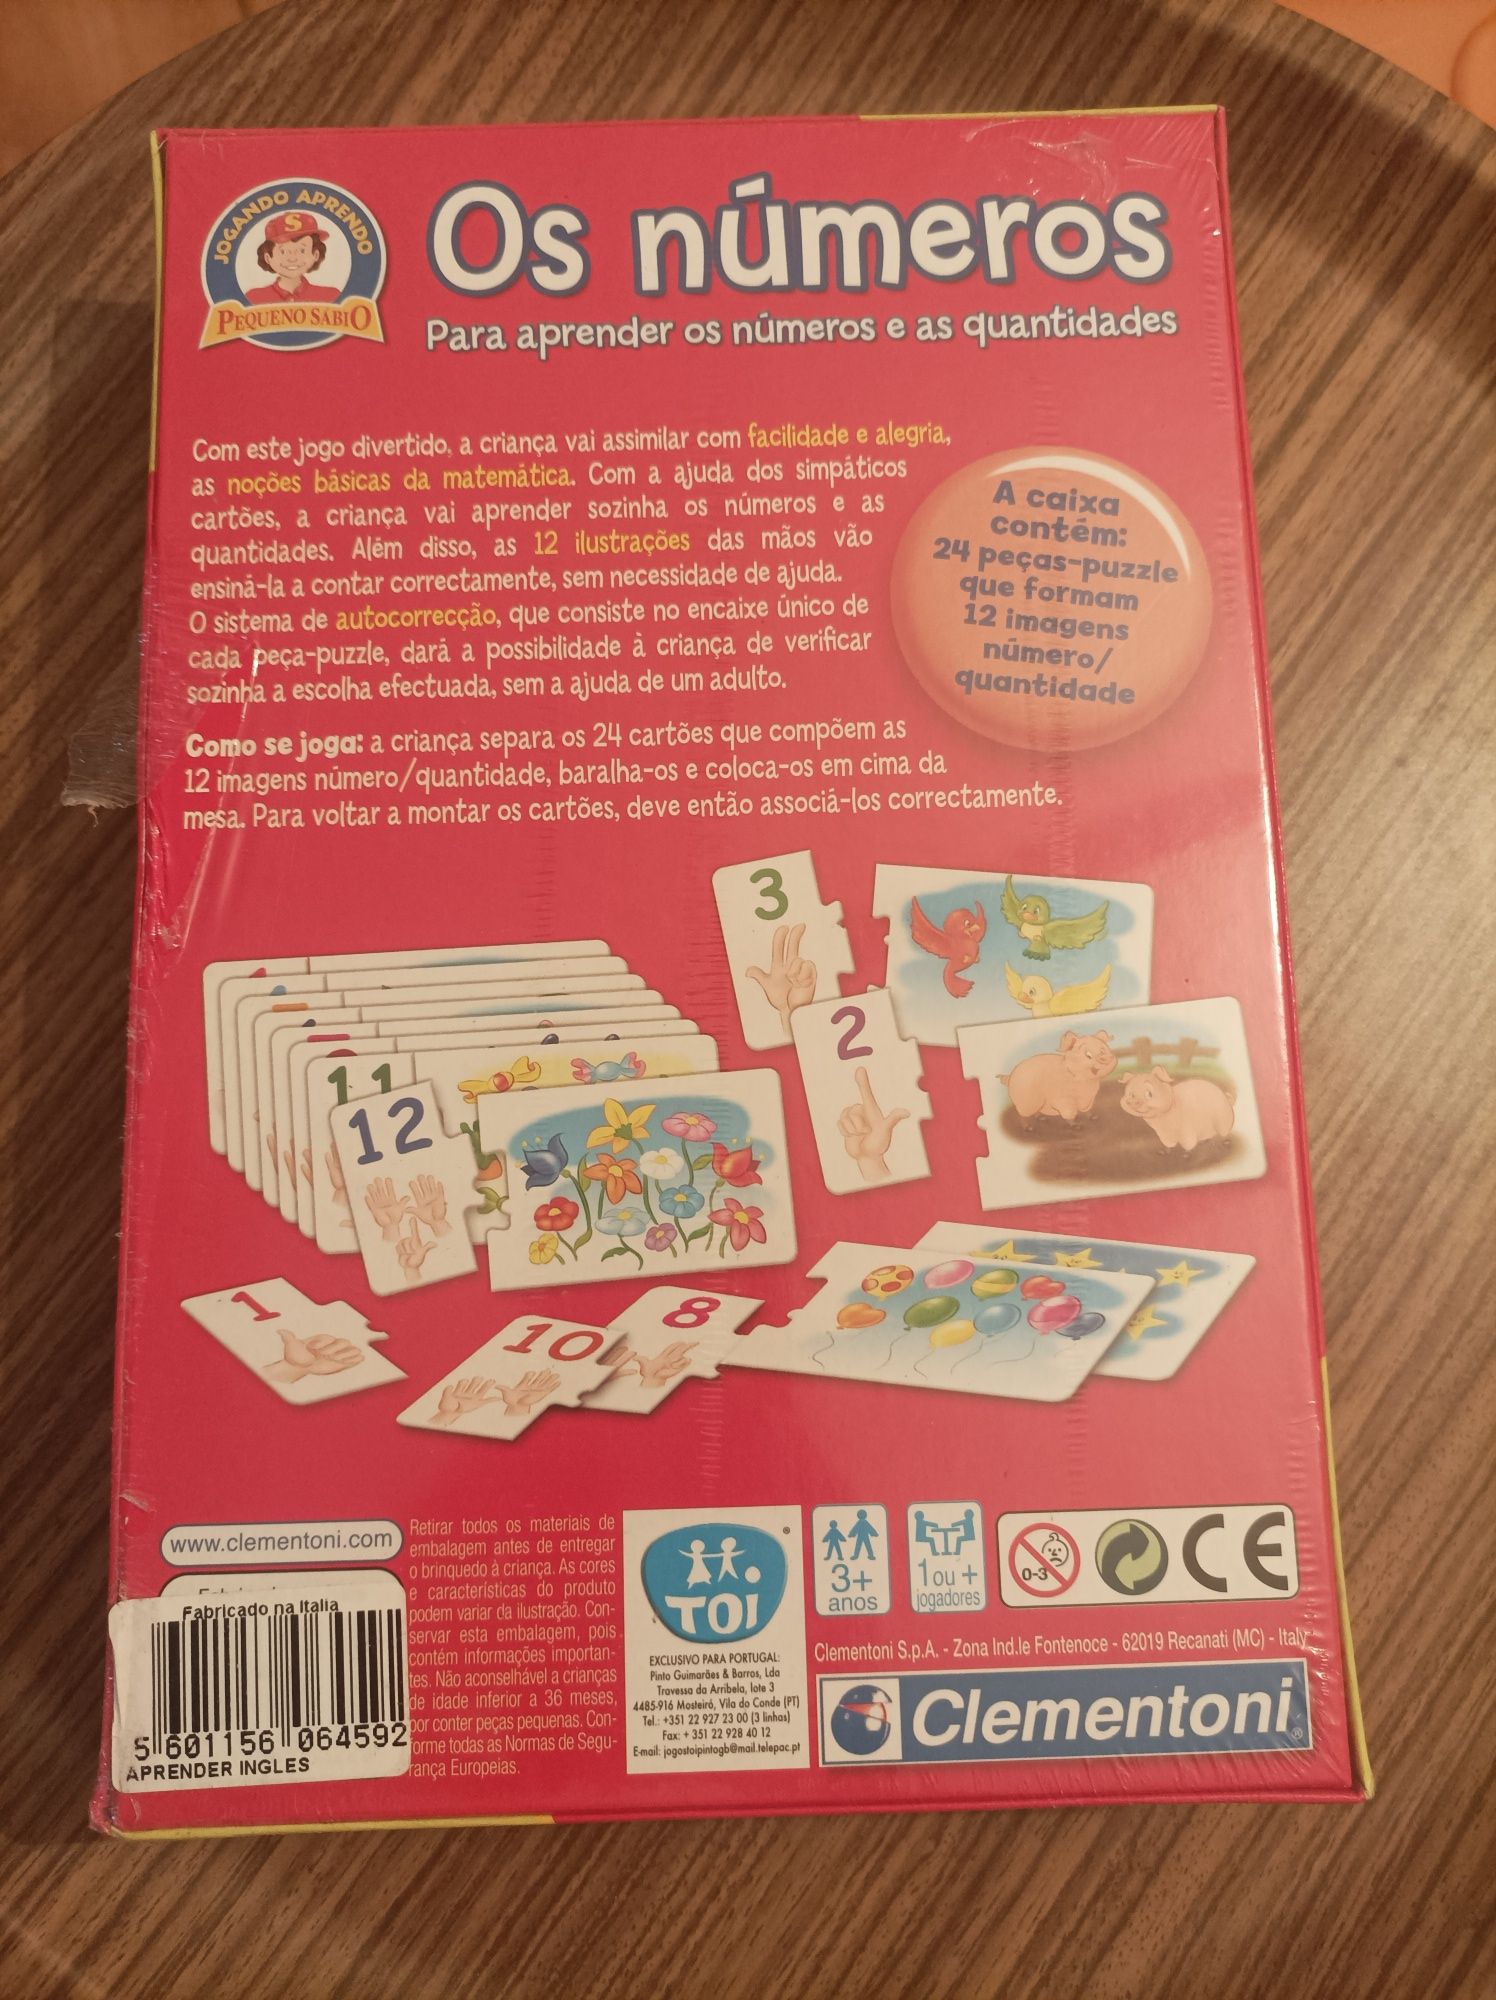 JOGANDO APRENDO
S
PEQUENO SÁBIO
Os números
Para aprender os números e as quantidades
Com este jogo divertido, a criança vai assimilar com facilidade e alegria,
as noções básicas da matemática. Com a ajuda dos simpáticos
cartões, a criança vai aprender sozinha os números e as
quantidades. Além disso, as 12 ilustrações das mãos vão
ensiná-la a contar correctamente, sem necessidade de ajuda.
O sistema de autocorrecção, que consiste no encaixe único de
cada peça-puzzle, dará a possibilidade à criança de verificar
sozinha a escolha efectuada, sem a ajuda de um adulto.
A caixa
contém:
24 peças-puzzle
que formam
12 imagens
número/
quantidade
Como se joga: a criança separa os 24 cartões que compõem as
12 imagens número/quantidade, baralha-os e coloca-os em cima da
mesa. Para voltar a montar os cartões, deve então associá-los correctamente.
3
2
11
12
1
10
8
www.clementoni.com
Fabricado na Italia
5 601156 064592
APRENDER INGLES
Retirar todos os materiais de
embalagem antes de entregar
o brinquedo à criança. As cores
e características do produto
podem variar da ilustração. Con-
servar esta embalagem, pois
contém informações importan-
tes. Não aconselhável a crianças
de idade inferior a 36 meses,
por conter peças pequenas. Con-
forme todas as Normas de Segu-
rança Europeias.
TOI
EXCLUSIVO PARA PORTUGAL:
Pinto Guimarães & Barros, Lda
Travessa da Arribela, lote 3
4485-916 Mosteiró, Vila do Conde (PT)
Tel.: +351 22 927 23 00 (3 linhas)
Fax: + 351 22 928 40 12
E-mail: jogostoipintogb@mail.telepac.pt
3+
anos
1 ou +
jogadores
0-3
CE
Clementoni S.p.A. - Zona Ind.le Fontenoce - 62019 Recanati (MC) - Italy
Clementoni®